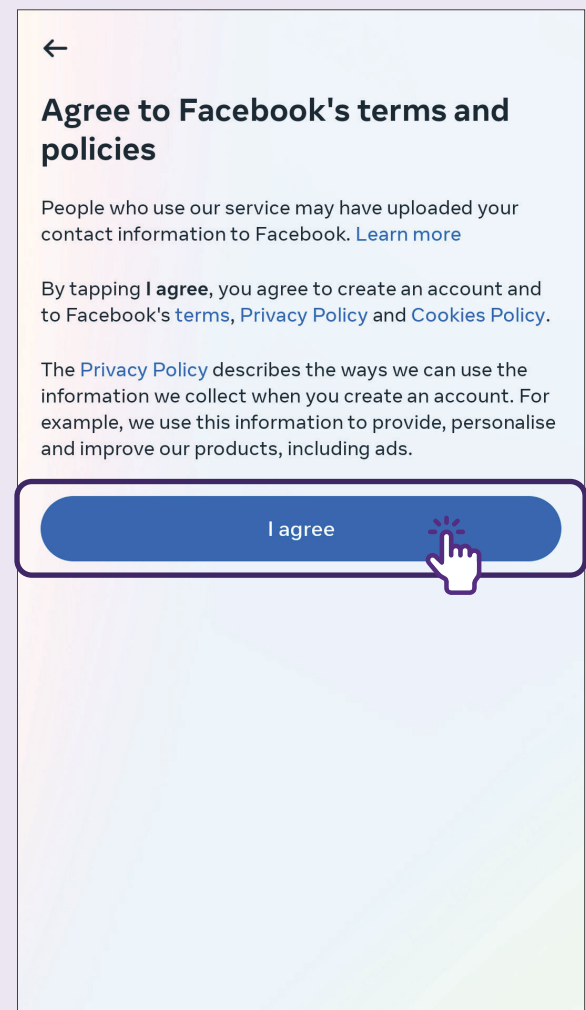 Agree to Facebook's terms and
policies
People who use our service may have uploaded your
contact information to Facebook. Learn more
By tapping I agree, you agree to create an account and
to Facebook's terms, Privacy Policy and Cookies Policy.
The Privacy Policy describes the ways we can use the
information we collect when you create an account. For
example, we use this information to provide, personalise
and improve our products, including ads.
I agree